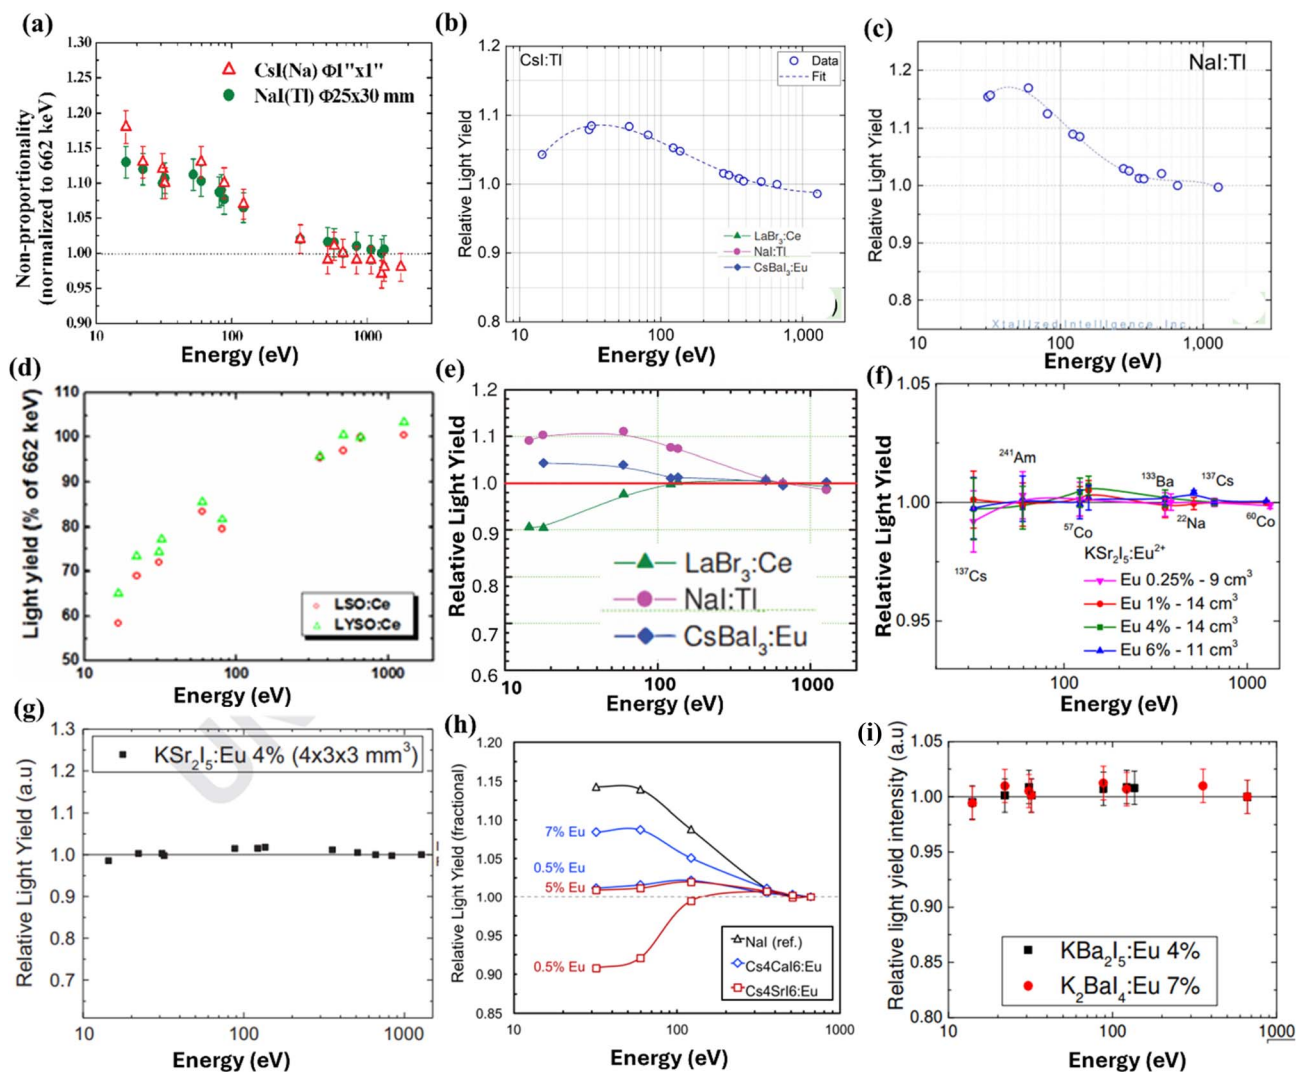 (a)
1.30
1.25
1.20
1.15
1.10
1.05
1.00
0.95
0.90
Non-proportionality
(normalized to 662 keV)
CsI(Na) Φ1"x1"
NaI(Tl) Φ25x30 mm
10
100
1000
Energy (eV)
(b)
1.2
1.1
1.0
0.9
0.8
Relative Light Yield
CsI:Tl
Data
Fit
LaBr3:Ce
NaI:Tl
CsBaI3:Eu
)
10
100
1,000
Energy (eV)
(c)
1.2
1.1
1.0
0.9
0.8
Relative Light Yield
NaI:Tl
Xtallized Intelligence, Inc.
10
100
1,000
Energy (eV)
(d)
110
100
90
80
70
60
50
Light yield (% of 662 keV)
LSO:Ce
LYSO:Ce
10
100
1000
Energy (eV)
(e)
1.2
1.1
1.0
0.9
0.8
0.7
0.6
Relative Light Yield
LaBr3:Ce
NaI:Tl
CsBaI3:Eu
10
100
1000
Energy (eV)
(f)
1.05
1.00
0.95
Relative Light Yield
241Am
133Ba
137Cs
57Co
22Na
60Co
137Cs
KSr2I5:Eu2+
Eu 0.25% - 9 cm3
Eu 1% - 14 cm3
Eu 4% - 14 cm3
Eu 6% - 11 cm3
100
1000
Energy (eV)
(g)
1.3
1.2
1.1
1.0
0.9
0.8
0.7
Relative Light Yield (a.u)
KSr2I5:Eu 4% (4x3x3 mm3)
10
100
1000
Energy (eV)
(h)
1.20
1.15
1.10
1.05
1.00
0.95
0.90
0.85
Relative Light Yield (fractional)
7% Eu
0.5% Eu
5% Eu
0.5% Eu
NaI (ref.)
Cs4CaI6:Eu
Cs4SrI6:Eu
10
100
1000
Energy (eV)
(i)
1.05
1.00
0.95
0.90
0.85
0.80
Relative light yield intensity (a.u)
KBa2I5:Eu 4%
K2BaI4:Eu 7%
10
100
1000
Energy (eV)